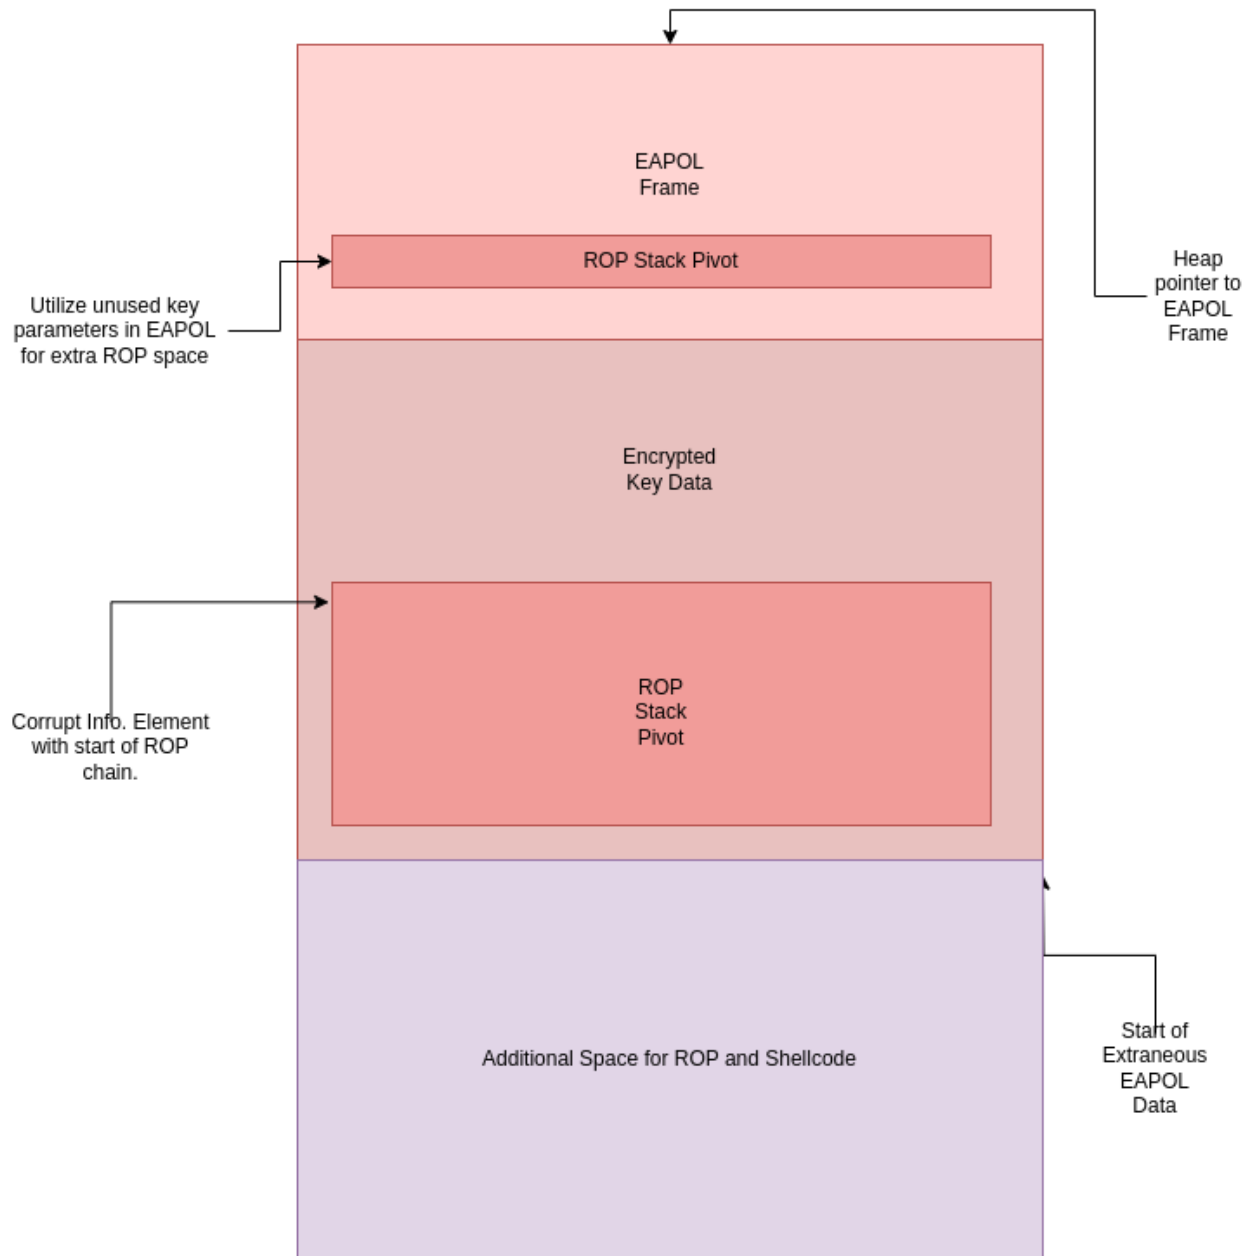 EAPOL
Frame
ROP Stack Pivot
Utilize unused key
parameters in EAPOL
for extra ROP space
Heap
pointer to
EAPOL
Frame
Encrypted
Key Data
ROP
Stack
Pivot
Corrupt Info. Element
with start of ROP
chain.
Additional Space for ROP and Shellcode
Start of
Extraneous
EAPOL
Data